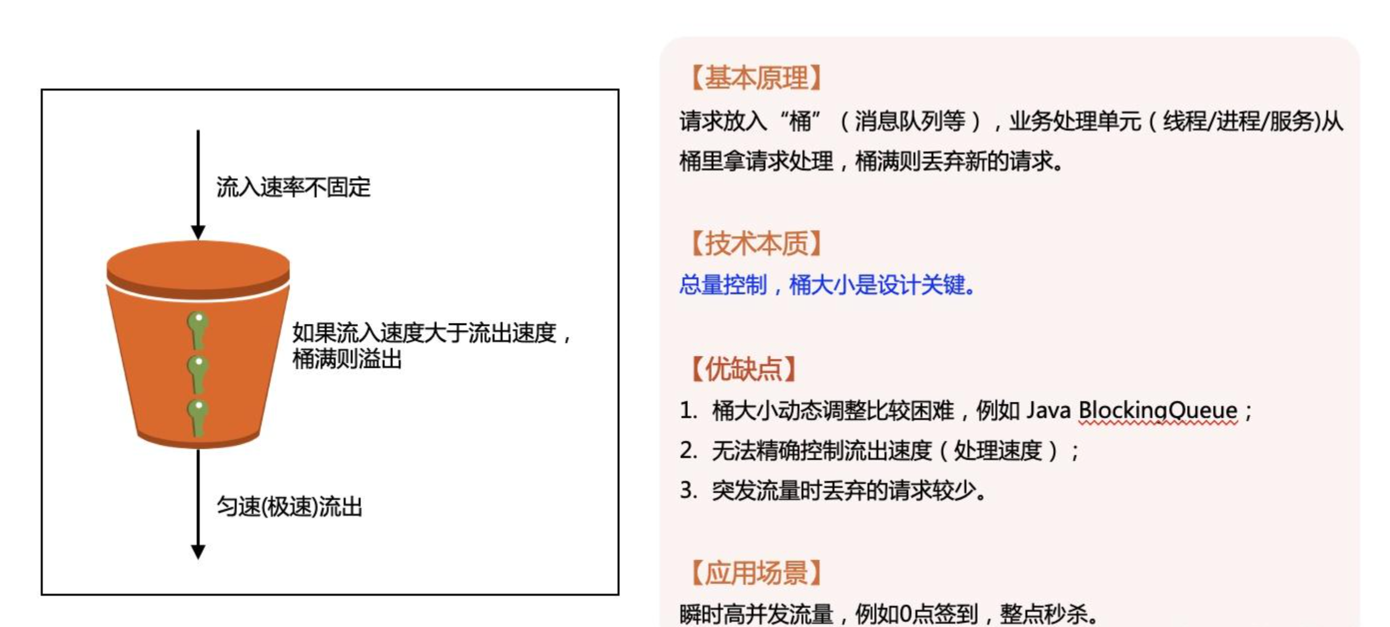 流入速率不固定
如果流入速度大于流出速度，
桶满则溢出
匀速(极速)流出
【基本原理】
请求放入“桶”（消息队列等），业务处理单元（线程/进程/服务)从
桶里拿请求处理，桶满则丢弃新的请求。
【技术本质】
总量控制，桶大小是设计关键。
【优缺点】
1. 桶大小动态调整比较困难，例如 Java BlockingQueue；
2. 无法精确控制流出速度（处理速度）；
3. 突发流量时丢弃的请求较少。
【应用场景】
瞬时高并发流量，例如0点签到，整点秒杀。